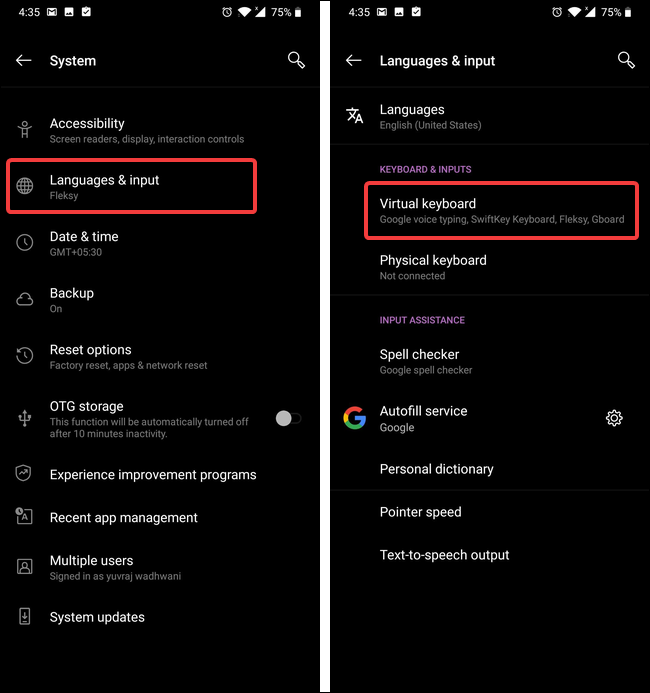 4:35
75%
System
Accessibility
Screen readers, display, interaction controls
Languages & input
Fleksy
Date & time
GMT+05:30
Backup
On
Reset options
Factory reset, apps & network reset
OTG storage
This function will be automatically turned off
after 10 minutes inactivity.
Experience improvement programs
Recent app management
Multiple users
Signed in as yuvraj wadhwani
System updates
4:35
75%
Languages & input
Languages
English (United States)
KEYBOARD & INPUTS
Virtual keyboard
Google voice typing, SwiftKey Keyboard, Fleksy, Gboard
Physical keyboard
Not connected
INPUT ASSISTANCE
Spell checker
Google spell checker
Autofill service
Google
Personal dictionary
Pointer speed
Text-to-speech output